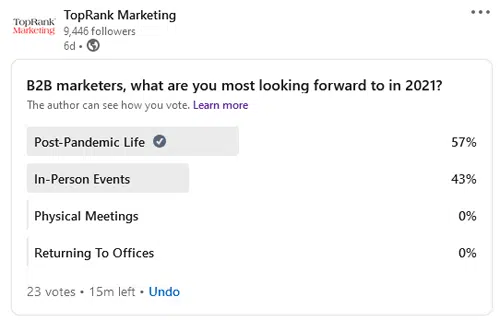 TopRank
Marketing
TopRank Marketing
9,446 followers
6d •
B2B marketers, what are you most looking forward to in 2021?
The author can see how you vote. Learn more
Post-Pandemic Life 57%
In-Person Events 43%
Physical Meetings 0%
Returning To Offices 0%
23 votes • 15m left • Undo